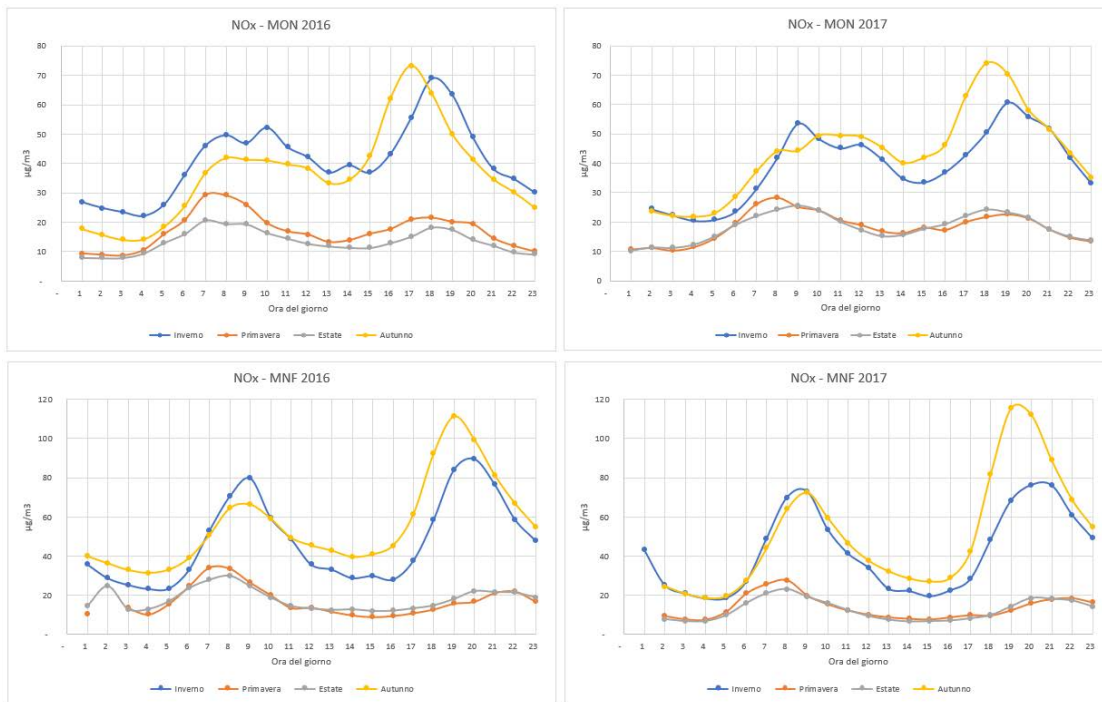 NOx - MON 2016
80
70
60
50
40
30
20
10
-
µg/m3
- 1 2 3 4 5 6 7 8 9 10 11 12 13 14 15 16 17 18 19 20 21 22 23
Ora del giorno
Inverno Primavera Estate Autunno
NOx - MON 2017
80
70
60
50
40
30
20
10
0
µg/m3
- 1 2 3 4 5 6 7 8 9 10 11 12 13 14 15 16 17 18 19 20 21 22 23
Ora del giorno
Inverno Primavera Estate Autunno
NOx - MNF 2016
120
100
80
60
40
20
-
µg/m3
- 1 2 3 4 5 6 7 8 9 10 11 12 13 14 15 16 17 18 19 20 21 22 23
Ora del giorno
Inverno Primavera Estate Autunno
NOx - MNF 2017
120
100
80
60
40
20
-
µg/m3
- 1 2 3 4 5 6 7 8 9 10 11 12 13 14 15 16 17 18 19 20 21 22 23
Ora del giorno
Inverno Primavera Estate Autunno